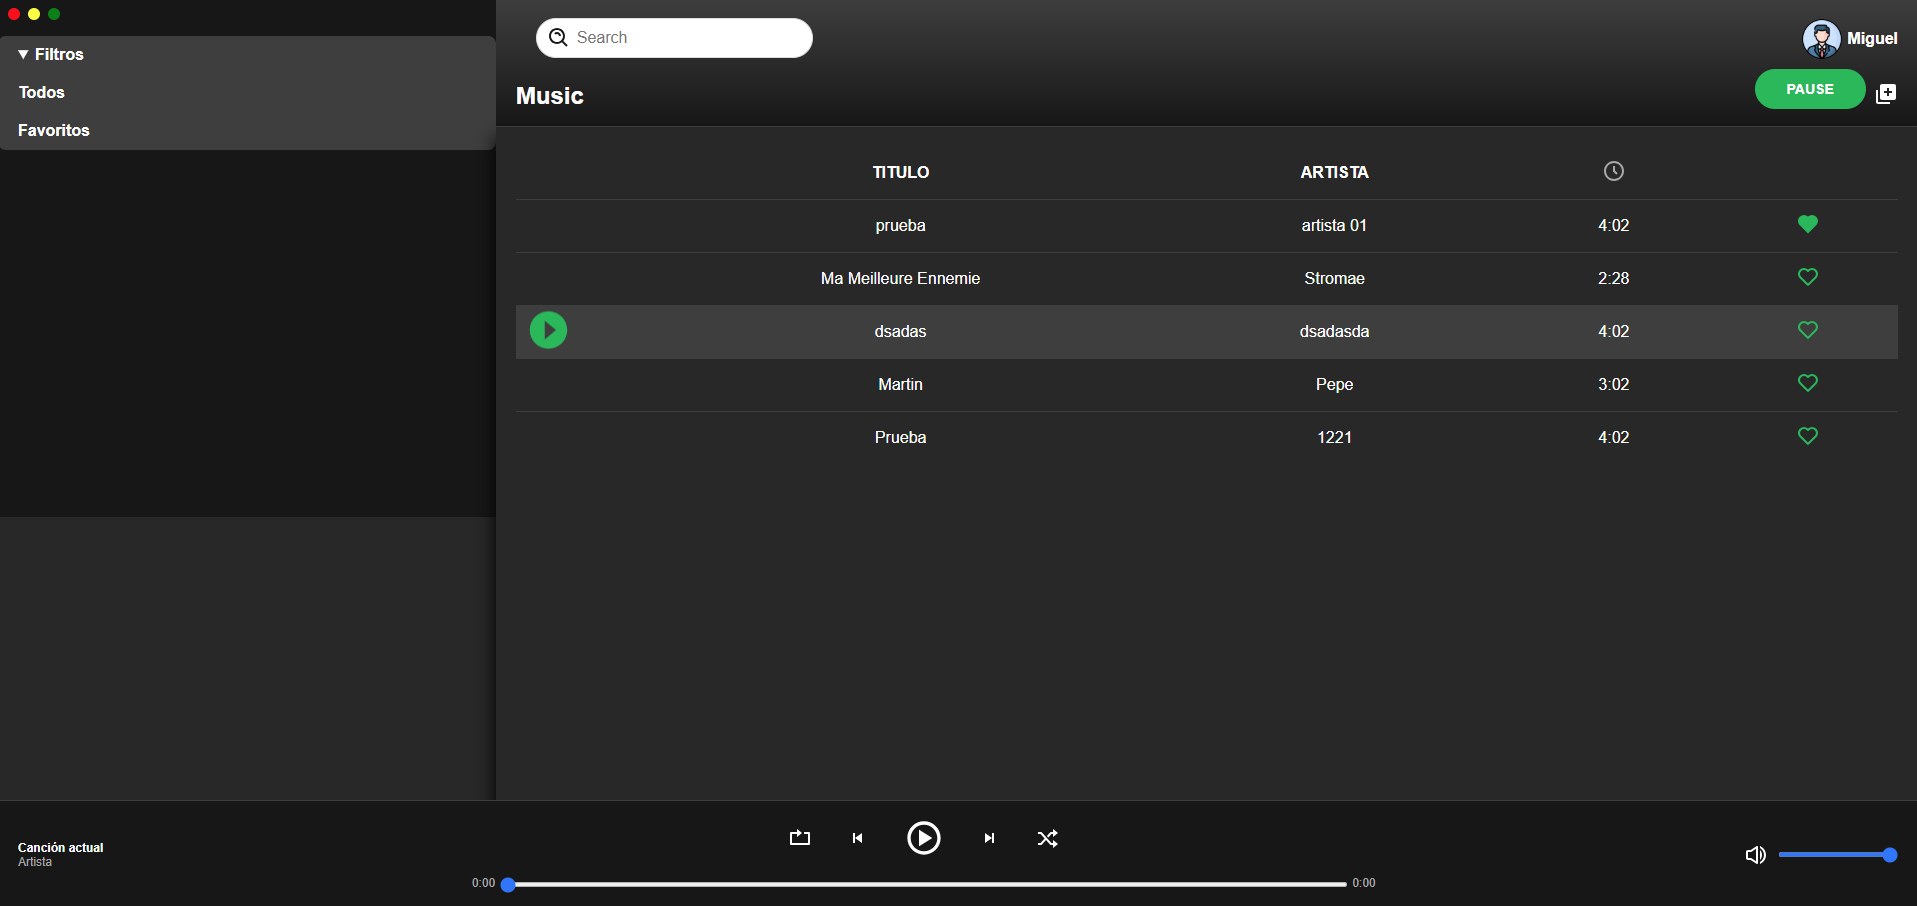 Filtros
Todos
Favoritos
Search
Miguel
Music
PAUSE
TITULO ARTISTA
prueba artista 01 4:02
Ma Meilleure Ennemie Stromae 2:28
dsadas dsadasda 4:02
Martin Pepe 3:02
Prueba 1221 4:02
Canción actual
Artista
0:00 0:00